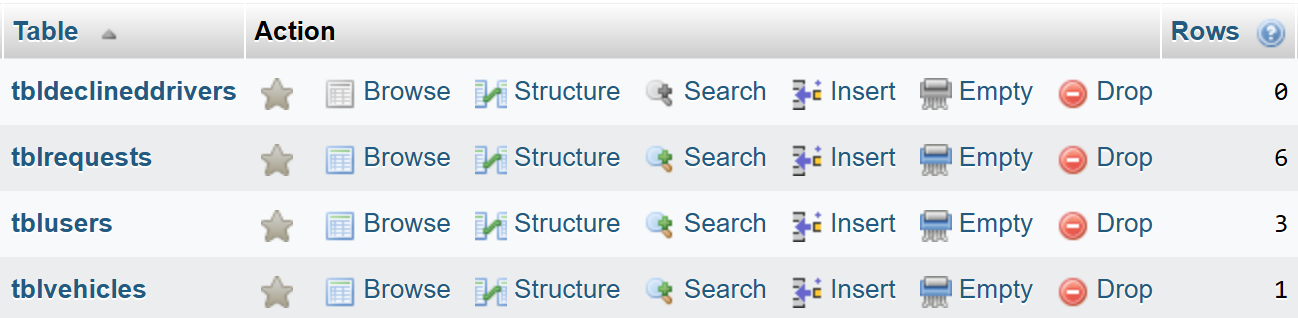 Table Action Rows
tbldeclineddrivers Browse Structure Search Insert Empty Drop 0
tblrequests Browse Structure Search Insert Empty Drop 6
tblusers Browse Structure Search Insert Empty Drop 3
tblvehicles Browse Structure Search Insert Empty Drop 1